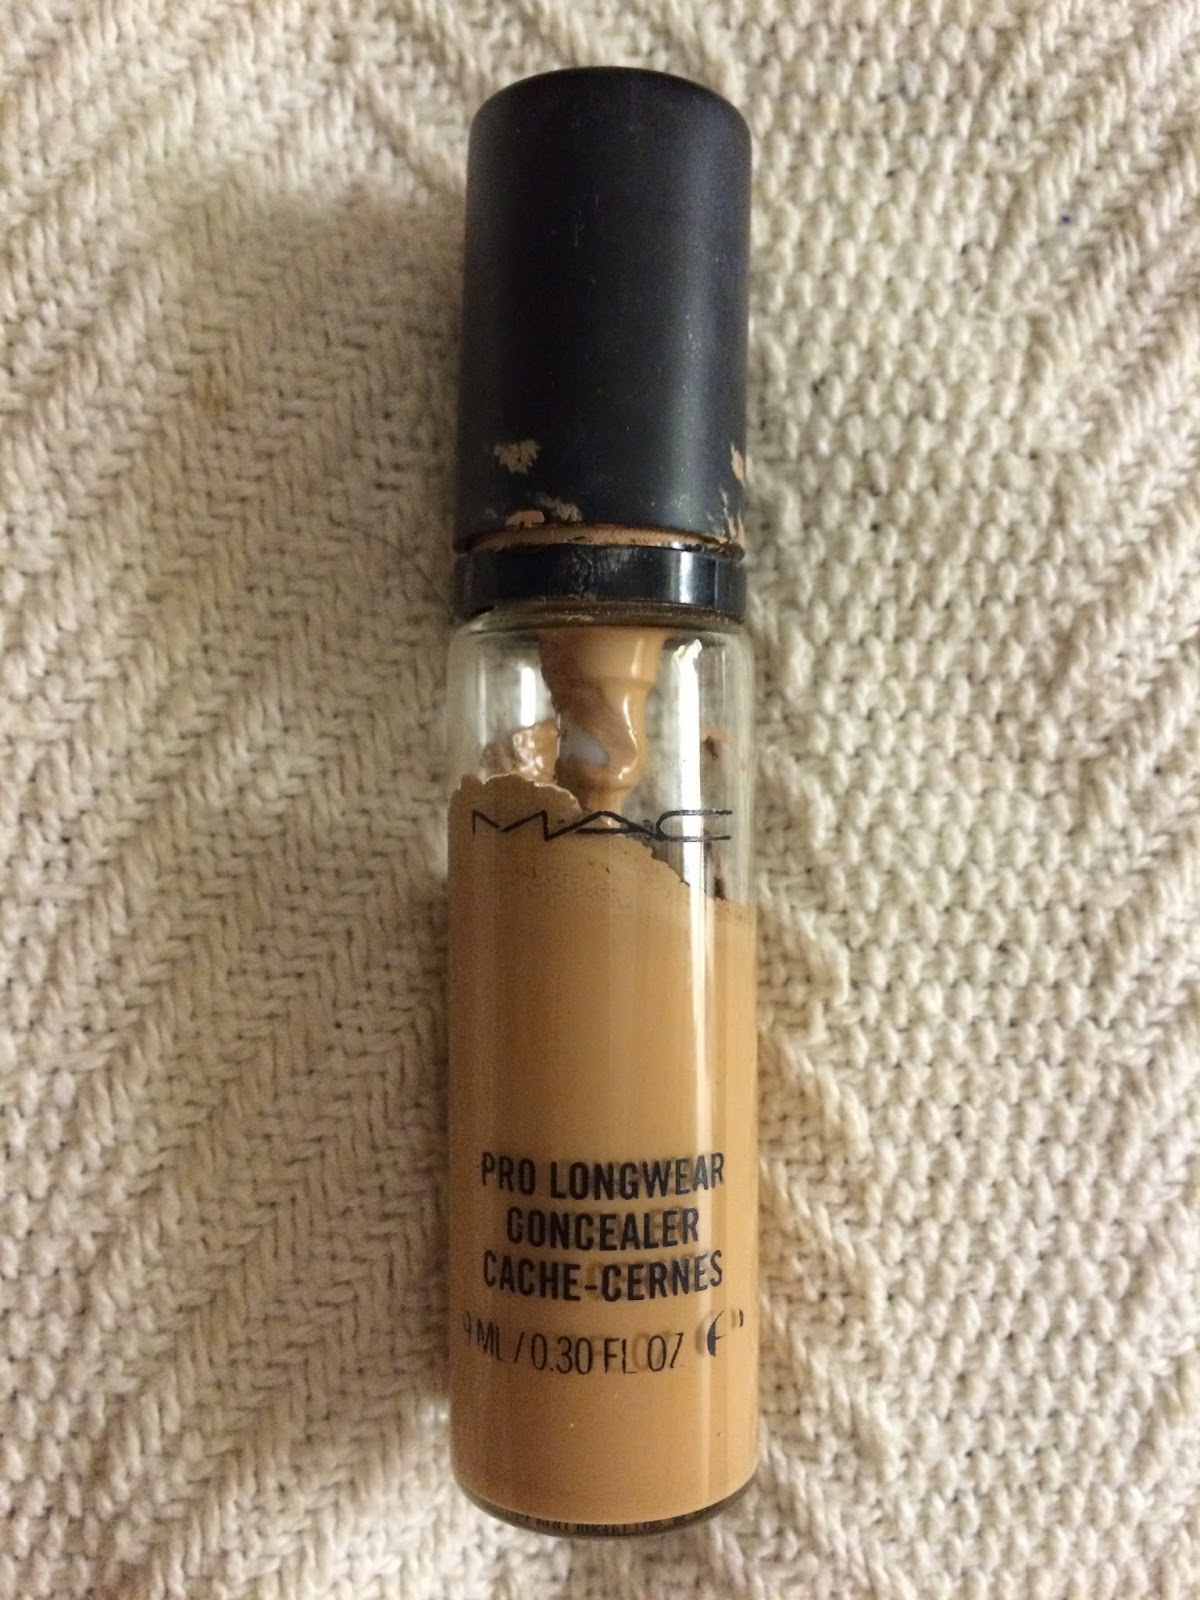 MAC
PRO LONGWEAR
CONCEALER
CACHE-CERNES
9 ML / 0.30 FL OZ